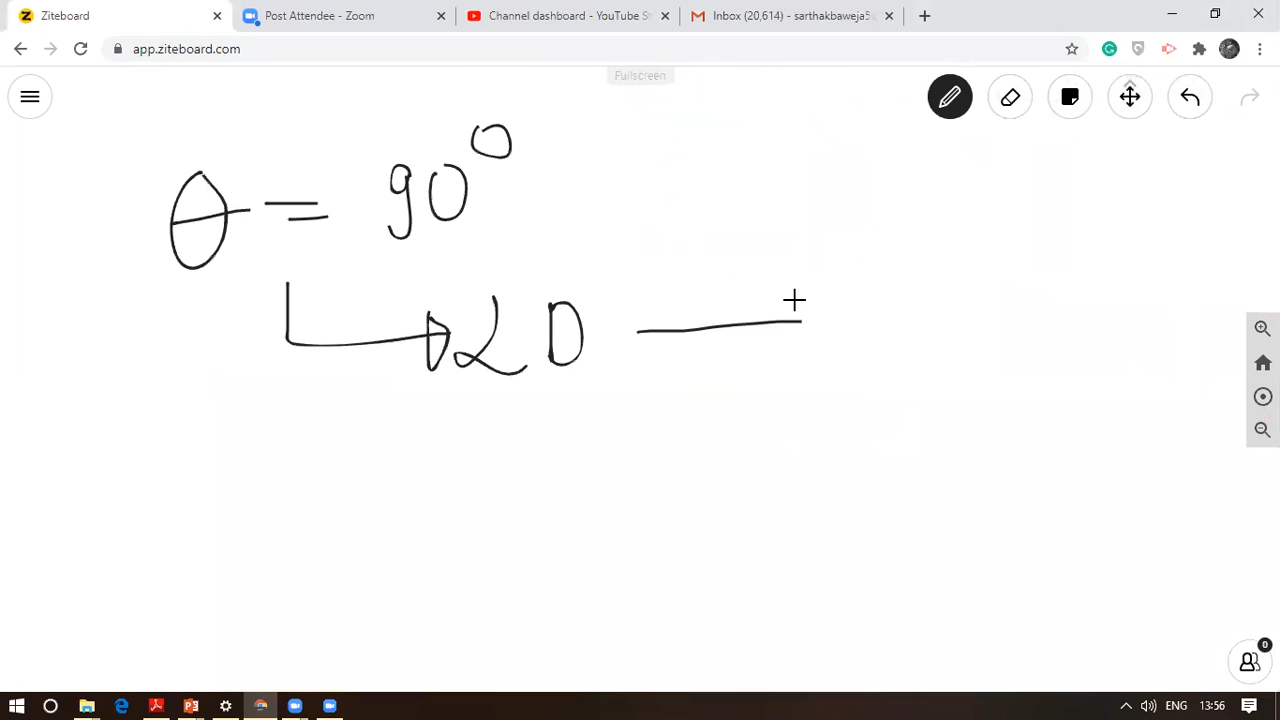 Ziteboard
Post Attendee - Zoom
Channel dashboard - YouTube St
Inbox (20,614) - sarthakbaweja5
app.ziteboard.com
Fullscreen
θ = 90°
2D
0
ENG
13:56